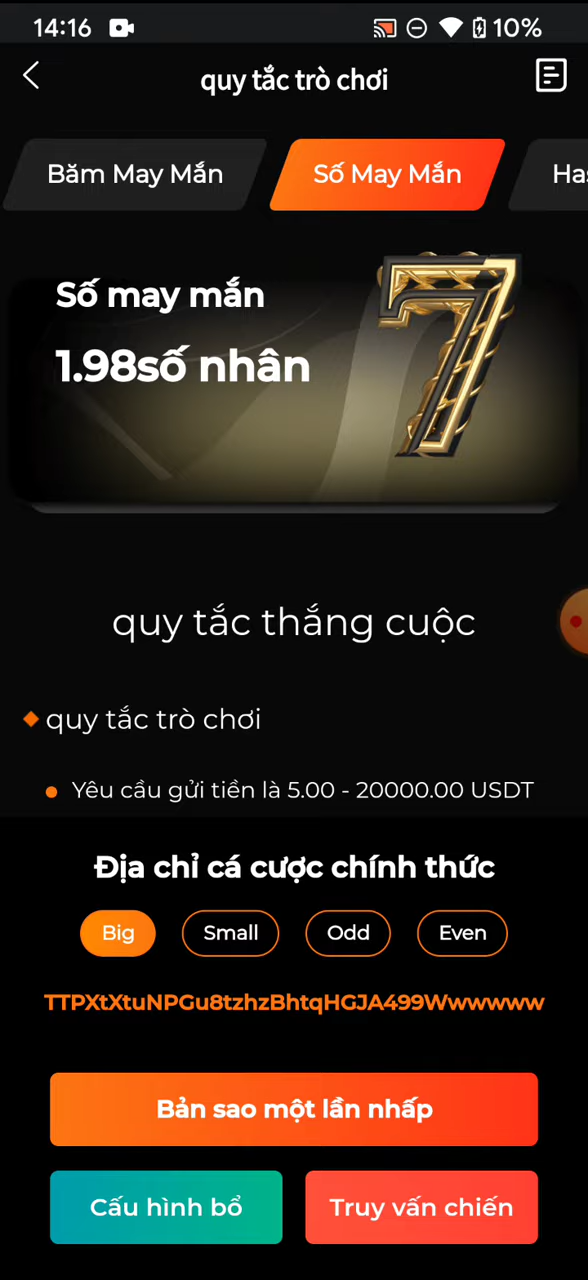 14:16
10%
quy tắc trò chơi
Băm May Mắn
Số May Mắn
Has
Số may mắn
1.98số nhân
7
quy tắc thắng cuộc
quy tắc trò chơi
Yêu cầu gửi tiền là 5.00 - 20000.00 USDT
Địa chỉ cá cược chính thức
Big
Small
Odd
Even
TTPXtXtuNPGu8tzhzBhtqHGJA499Wwwwww
Bản sao một lần nhấp
Cấu hình bổ
Truy vấn chiến